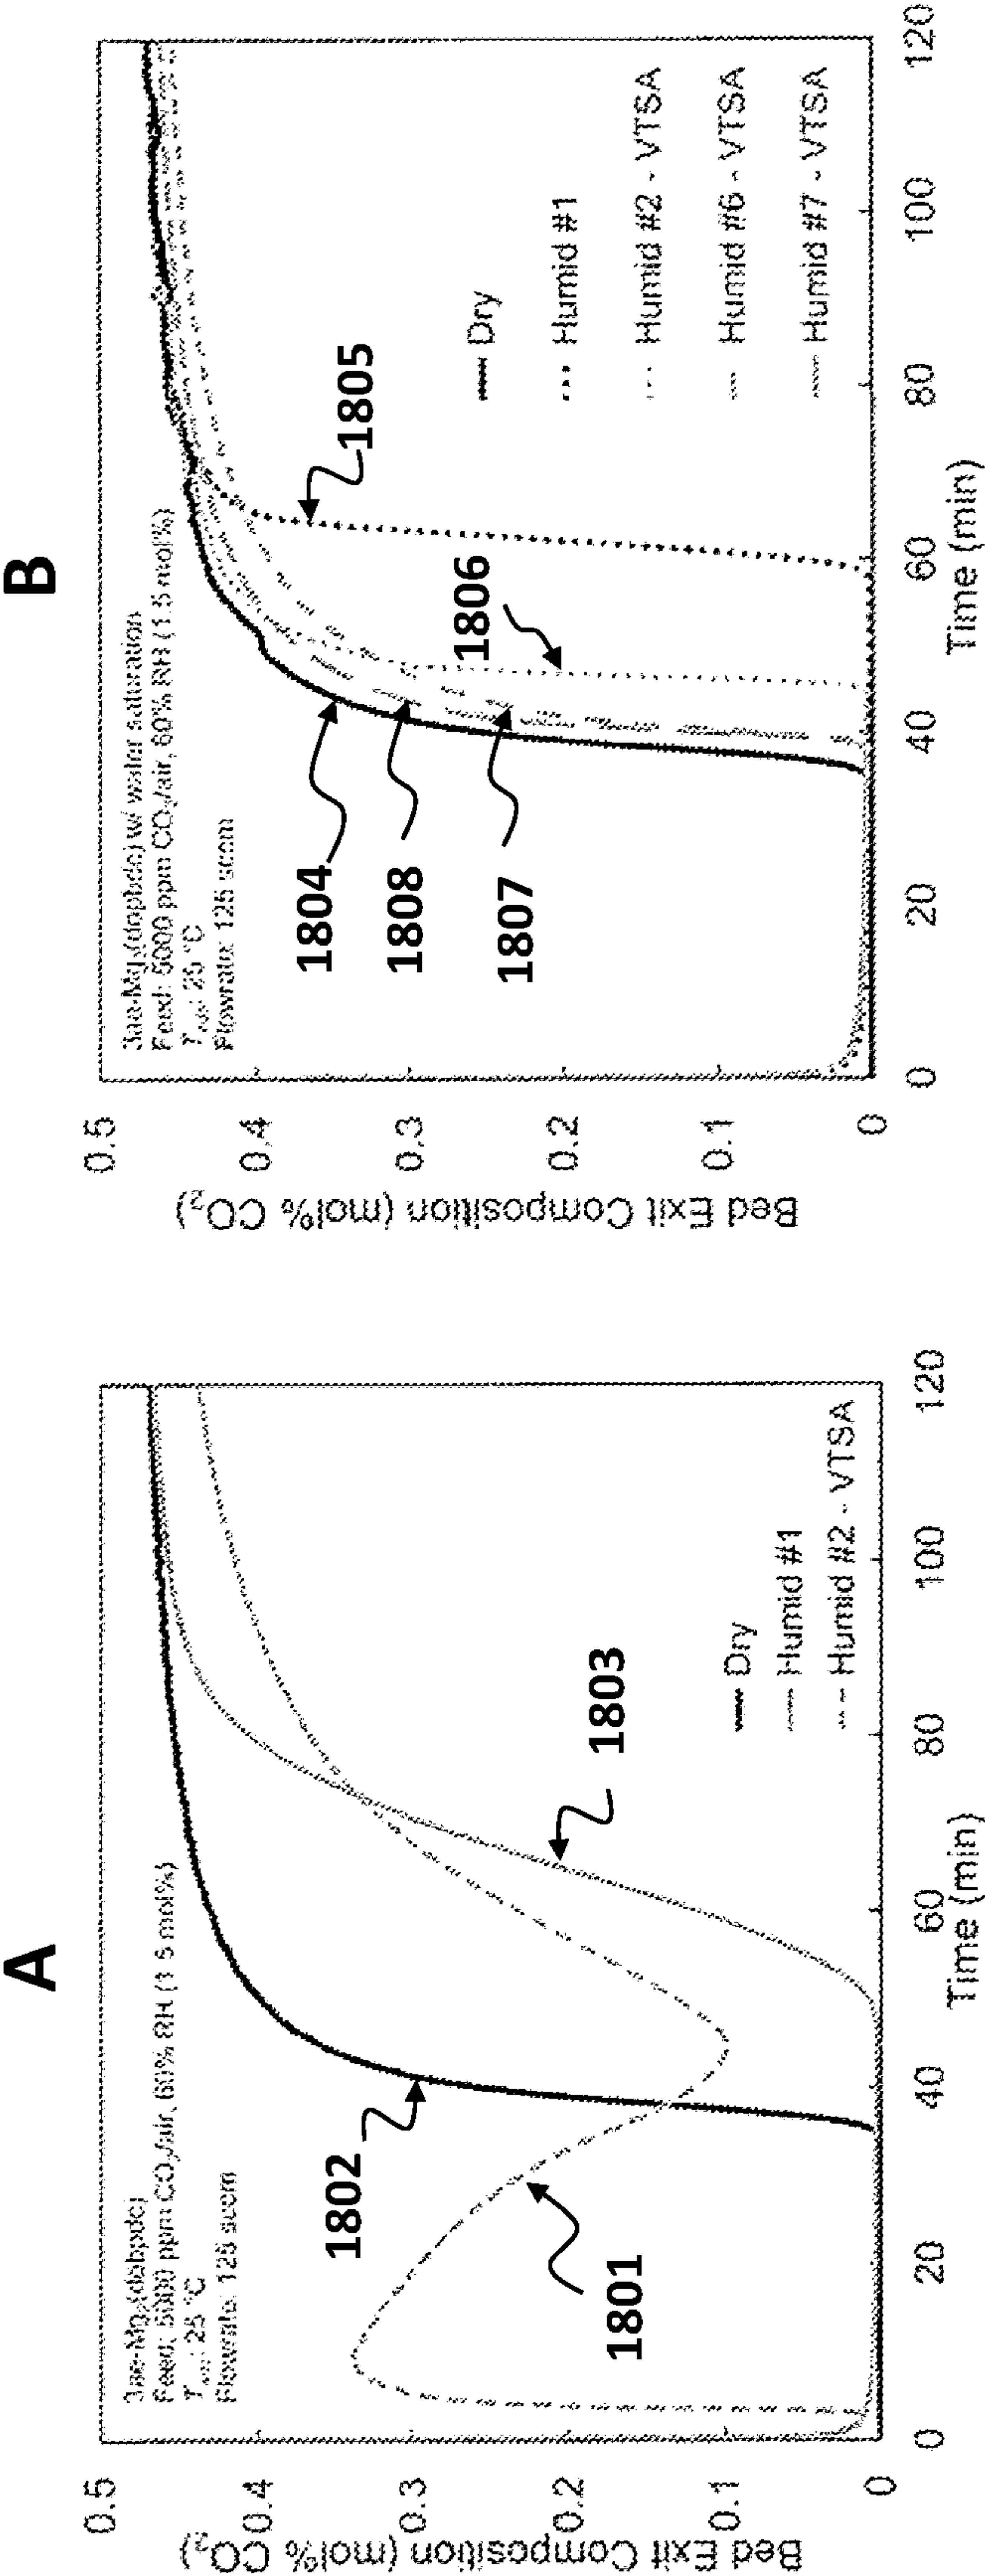 A
0.5
0.4
0.3
0.2
0.1
0
Bed Exit Composition (mol% CO₂)
Feed: 5000 ppm CO₂/air, 60% RH (1.5 mol%)
25 °C
Flowrate: 125 sccm
1802
1801
1803
Dry
Humid #1
Humid #2 - VTSA
0
20
40
60
80
100
120
Time (min)
B
0.5
0.4
0.3
0.2
0.1
0
Bed Exit Composition (mol% CO₂)
w/ water saturation
Feed: 5000 ppm CO₂/air, 60% RH (1.5 mol%)
25 °C
Flowrate: 125 sccm
1804
1808
1807
1806
1805
Dry
Humid #1
Humid #2 - VTSA
Humid #6 - VTSA
Humid #7 - VTSA
0
20
40
60
80
100
120
Time (min)